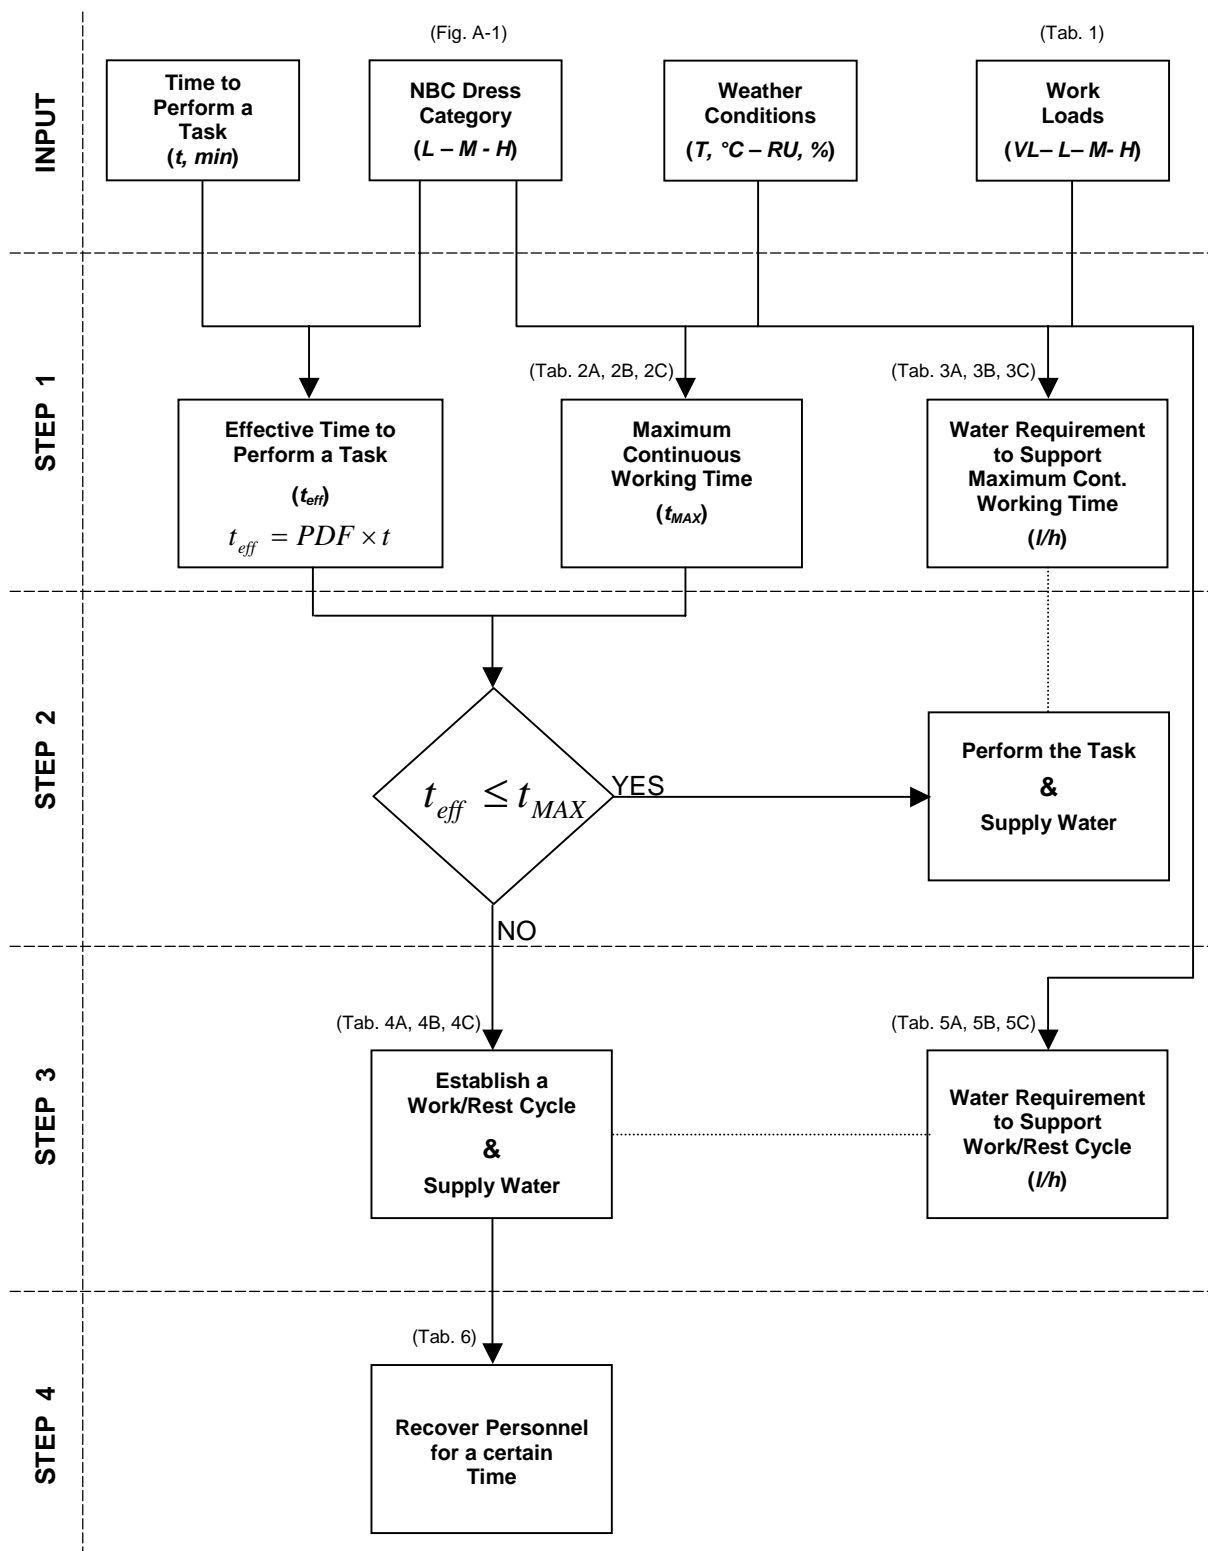 INPUT
(Fig. A-1)
(Tab. 1)
Time to
Perform a
Task
(t, min)
NBC Dress
Category
(L – M - H)
Weather
Conditions
(T, °C – RU, %)
Work
Loads
(VL– L– M- H)
STEP 1
(Tab. 2A, 2B, 2C)
(Tab. 3A, 3B, 3C)
Effective Time to
Perform a Task
(teff)
teff = PDF × t
Maximum
Continuous
Working Time
(tMAX)
Water Requirement
to Support
Maximum Cont.
Working Time
(l/h)
STEP 2
teff ≤ tMAX
YES
NO
Perform the Task
&
Supply Water
STEP 3
(Tab. 4A, 4B, 4C)
(Tab. 5A, 5B, 5C)
Establish a
Work/Rest Cycle
&
Supply Water
Water Requirement
to Support
Work/Rest Cycle
(l/h)
STEP 4
(Tab. 6)
Recover Personnel
for a certain
Time